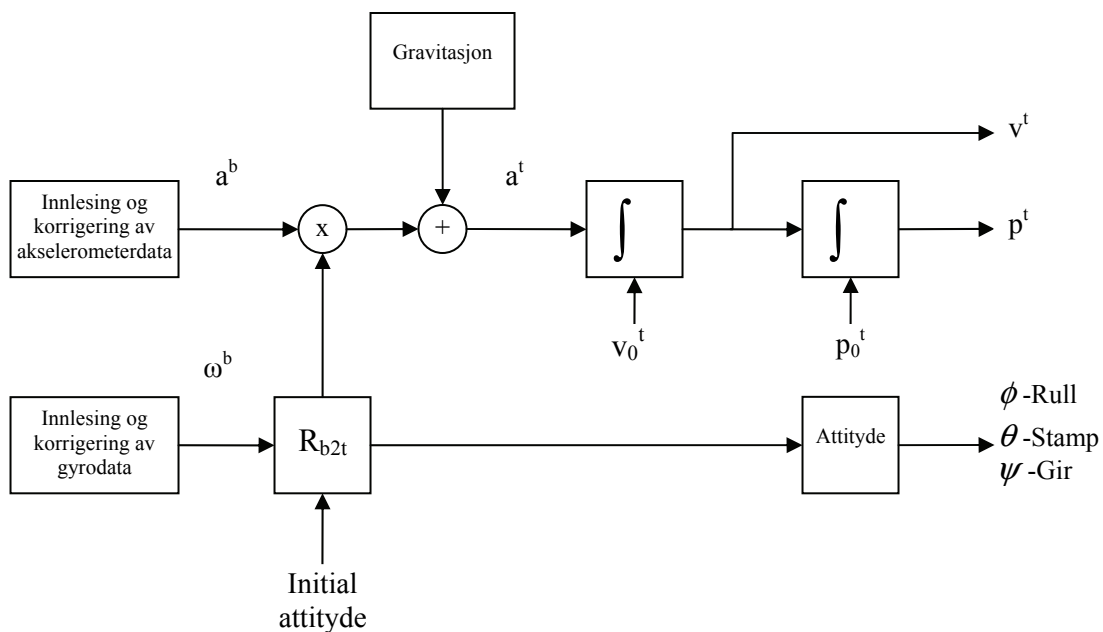 Gravitasjon
v^t
a^b
a^t
Innlesing og
korrigering av
akselerometerdata
x
+
∫
∫
p^t
v_0^t
p_0^t
ω^b
Innlesing og
korrigering av
gyrodata
R_b2t
Attityde
ϕ -Rull
θ -Stamp
ψ -Gir
Initial
attityde